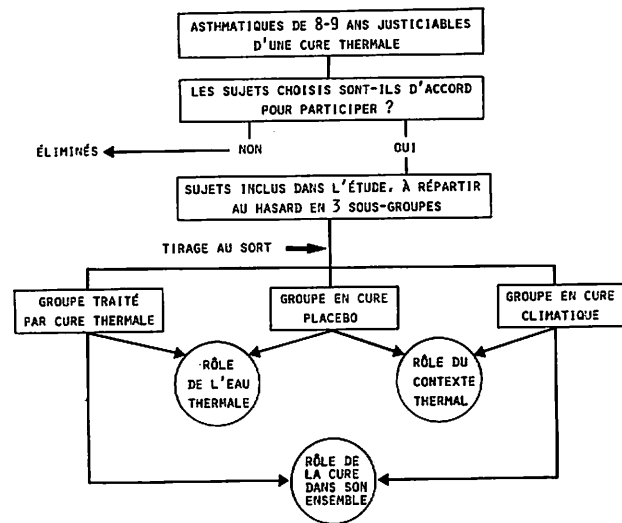 ASTHMATIQUES DE 8-9 ANS JUSTICIABLES
D'UNE CURE THERMALE
LES SUJETS CHOISIS SONT-ILS D'ACCORD
POUR PARTICIPER ?
ÉLIMINÉS
NON
OUI
SUJETS INCLUS DANS L'ÉTUDE, À RÉPARTIR
AU HASARD EN 3 SOUS-GROUPES
TIRAGE AU SORT
GROUPE TRAITÉ
PAR CURE THERMALE
GROUPE EN CURE
PLACEBO
GROUPE EN CURE
CLIMATIQUE
RÔLE
DE L'EAU
THERMALE
RÔLE DU
CONTEXTE
THERMAL
RÔLE DE
LA CURE
DANS SON
ENSEMBLE